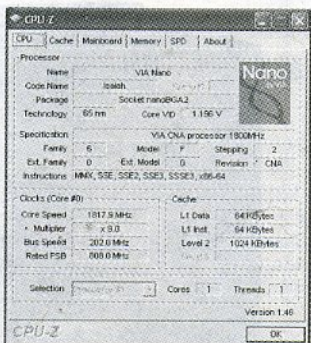 CPU-Z
CPU Cache Mainboard Memory SPD About
Processor
Name VIA Nano
Code Name Isaiah
Package Socket nanoBGA2
Technology 65 nm Core VID 1.196 V
Nano
Specification VIA CNA processor 1800MHz
Family 6 Model F Stepping 2
Ext. Family 0 Ext. Model 0 Revision CNA
Instructions MMX, SSE, SSE2, SSE3, SSSE3, x86-64
Clocks (Core #0) Cache
Core Speed 1817.9 MHz L1 Data 64 KBytes
Multiplier x 9.0 L1 Inst. 64 KBytes
Bus Speed 202.0 MHz Level 2 1024 KBytes
Rated FSB 808.0 MHz
Selection Cores 1 Threads 1
Version 1.46
CPU-Z OK